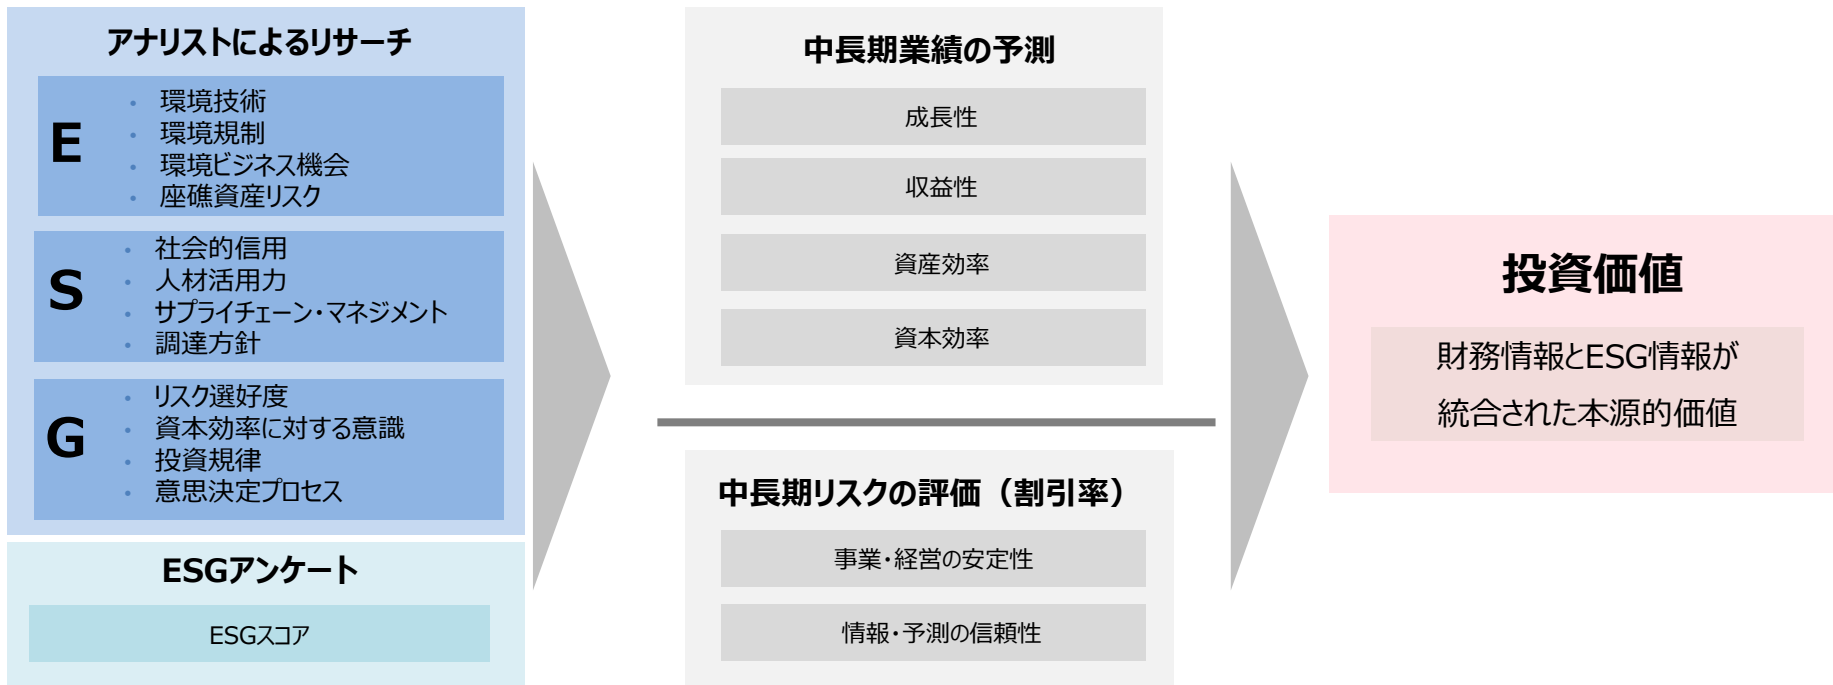 アナリストによるリサーチ
E
• 環境技術
• 環境規制
• 環境ビジネス機会
• 座礁資産リスク
S
• 社会的信用
• 人材活用力
• サプライチェーン・マネジメント
• 調達方針
G
• リスク選好度
• 資本効率に対する意識
• 投資規律
• 意思決定プロセス
ESGアンケート
ESGスコア
中長期業績の予測
成長性
収益性
資産効率
資本効率
中長期リスクの評価（割引率）
事業・経営の安定性
情報・予測の信頼性
投資価値
財務情報とESG情報が
統合された本源的価値